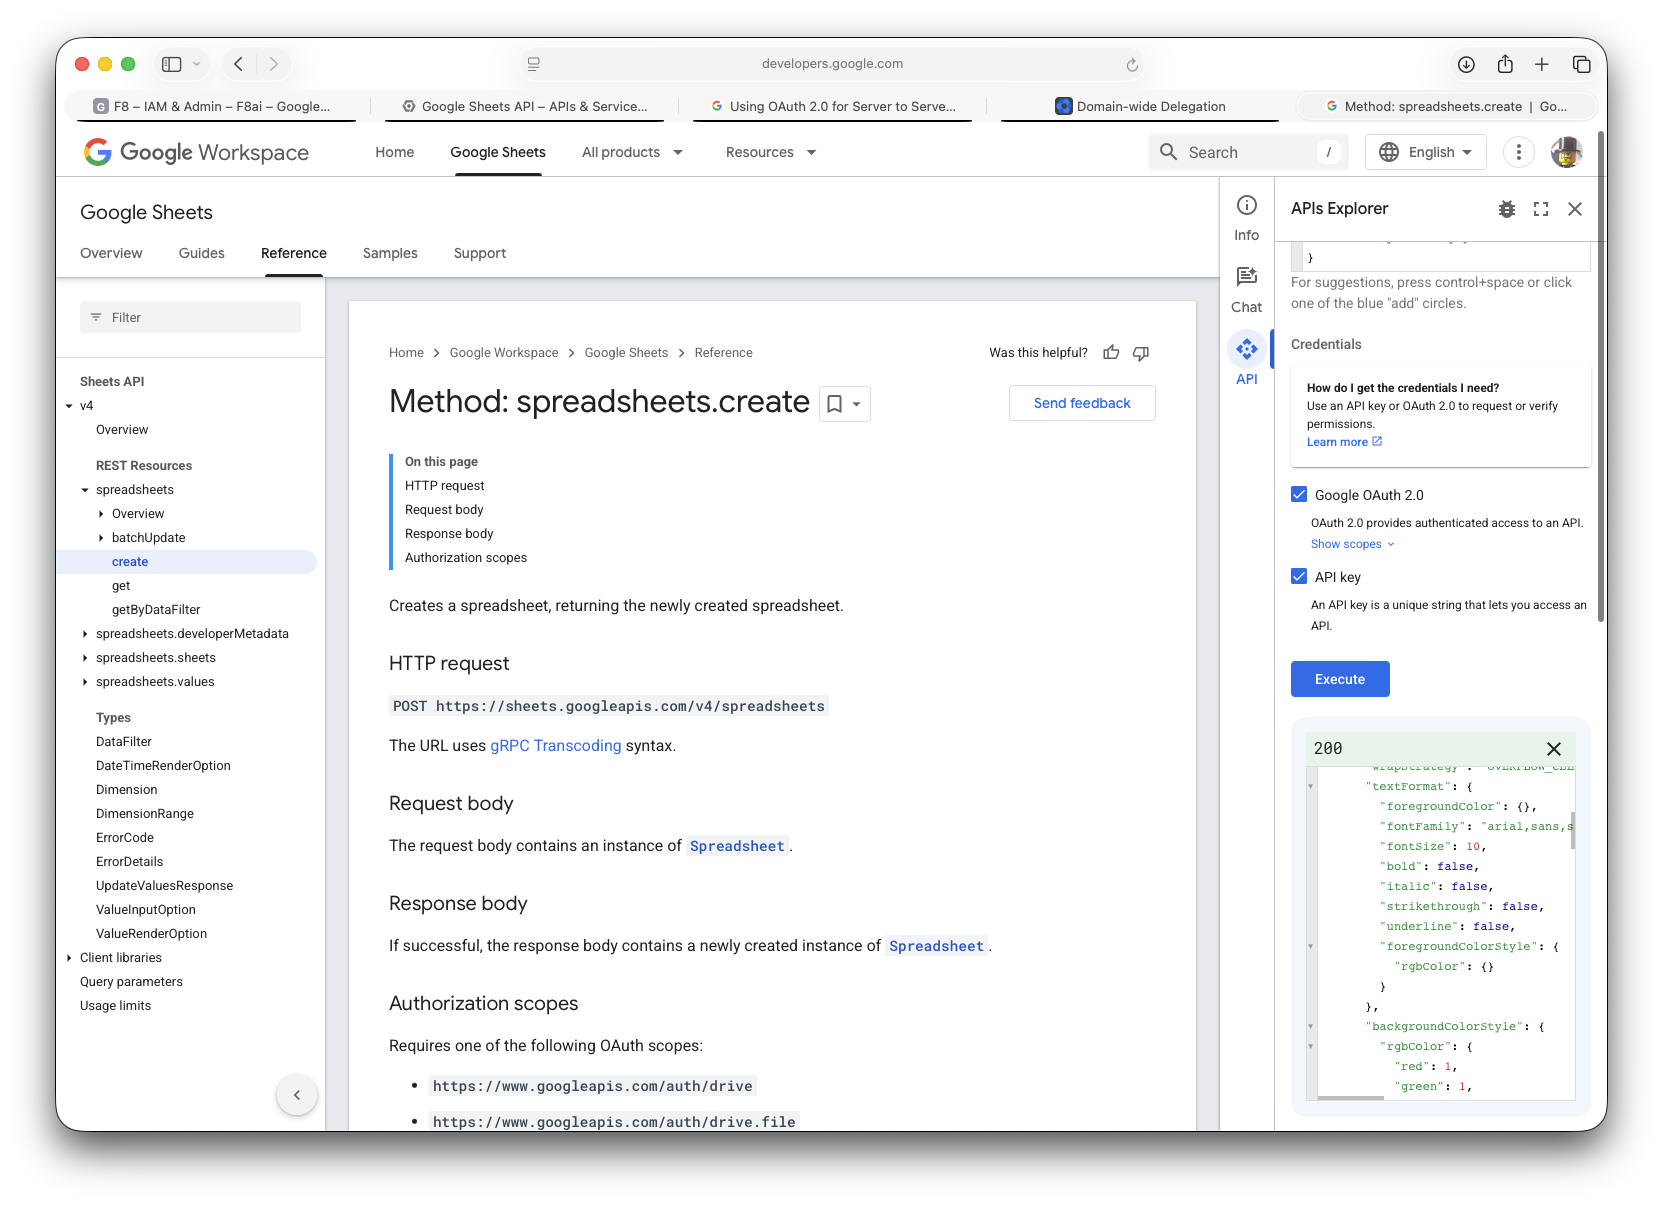 developers.google.com
F8 – IAM & Admin – F8ai – Google...
Google Sheets API – APIs & Service...
Using OAuth 2.0 for Server to Serve...
Domain-wide Delegation
Method: spreadsheets.create | Go...
Google Workspace
Home
Google Sheets
All products
Resources
Search
/
English
Google Sheets
Overview
Guides
Reference
Samples
Support
Filter
Sheets API
v4
Overview
REST Resources
spreadsheets
Overview
batchUpdate
create
get
getByDataFilter
spreadsheets.developerMetadata
spreadsheets.sheets
spreadsheets.values
Types
DataFilter
DateTimeRenderOption
Dimension
DimensionRange
ErrorCode
ErrorDetails
UpdateValuesResponse
ValueInputOption
ValueRenderOption
Client libraries
Query parameters
Usage limits
Home > Google Workspace > Google Sheets > Reference
Was this helpful?
Method: spreadsheets.create
Send feedback
On this page
HTTP request
Request body
Response body
Authorization scopes
Creates a spreadsheet, returning the newly created spreadsheet.
HTTP request
POST https://sheets.googleapis.com/v4/spreadsheets
The URL uses gRPC Transcoding syntax.
Request body
The request body contains an instance of Spreadsheet.
Response body
If successful, the response body contains a newly created instance of Spreadsheet.
Authorization scopes
Requires one of the following OAuth scopes:
• https://www.googleapis.com/auth/drive
• https://www.googleapis.com/auth/drive.file
Info
Chat
API
APIs Explorer
}
For suggestions, press control+space or click
one of the blue "add" circles.
Credentials
How do I get the credentials I need?
Use an API key or OAuth 2.0 to request or verify
permissions.
Learn more
Google OAuth 2.0
OAuth 2.0 provides authenticated access to an API.
Show scopes
API key
An API key is a unique string that lets you access an
API.
Execute
200
"wrapStrategy": "OVERFLOW_CEL
"textFormat": {
"foregroundColor": {},
"fontFamily": "arial,sans,s
"fontSize": 10,
"bold": false,
"italic": false,
"strikethrough": false,
"underline": false,
"foregroundColorStyle": {
"rgbColor": {}
}
},
"backgroundColorStyle": {
"rgbColor": {
"red": 1,
"green": 1,